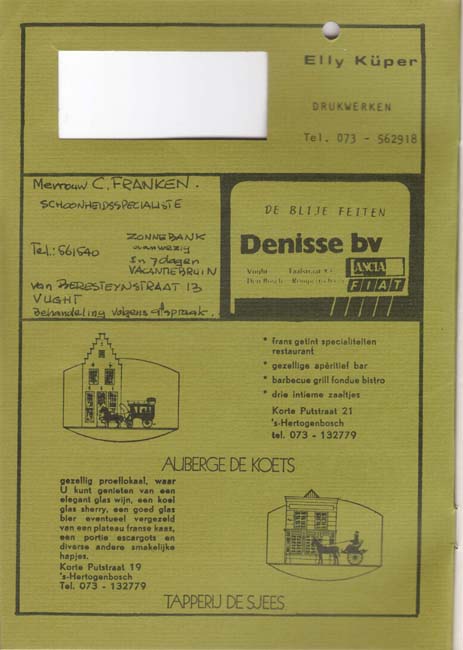 Elly Küper
DRUKWERKEN
Tel. 073 - 562918
Mevrouw C. FRANKEN.
SCHOONHEIDSSPECIALISTE
ZONNEBANK
aanwezig
Tel.: 561540
In 7 dagen
VACANTIEBRUIN
van BERESTEYNSTRAAT 13
VUGHT
Behandeling volgens afspraak.
DE BLIJE FEITEN
Denisse bv
Vught
Den Bosch
LANCIA
FIAT
* frans getint specialiteiten
restaurant
* gezellige apèritief bar
* barbecue grill fondue bistro
* drie intieme zaaltjes
Korte Putstraat 21
's-Hertogenbosch
tel. 073 - 132779
AUBERGE DE KOETS
gezellig proeflokaal, waar
U kunt genieten van een
elegant glas wijn, een koel
glas sherry, een goed glas
bier eventueel vergezeld
van een plateau franse kaas,
een portie escargots en
diverse andere smakelijke
hapjes.
Korte Putstraat 19
's-Hertogenbosch
Tel. 073 - 132779
TAPPERIJ DE SJEES